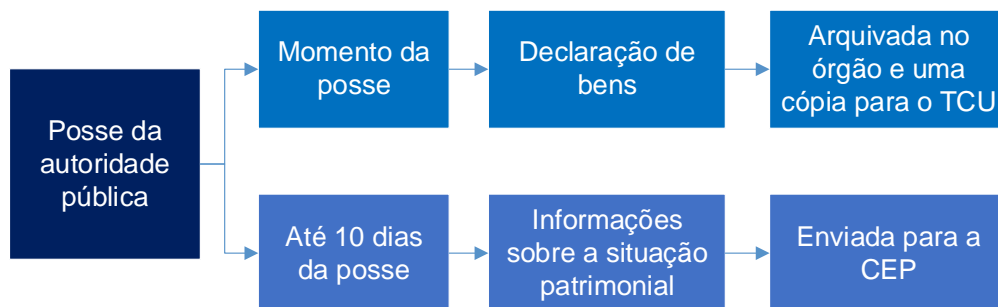 Posse da
autoridade
pública
Momento da
posse
Declaração de
bens
Arquivada no
órgão e uma
cópia para o TCU
Até 10 dias
da posse
Informações
sobre a situação
patrimonial
Enviada para a
CEP